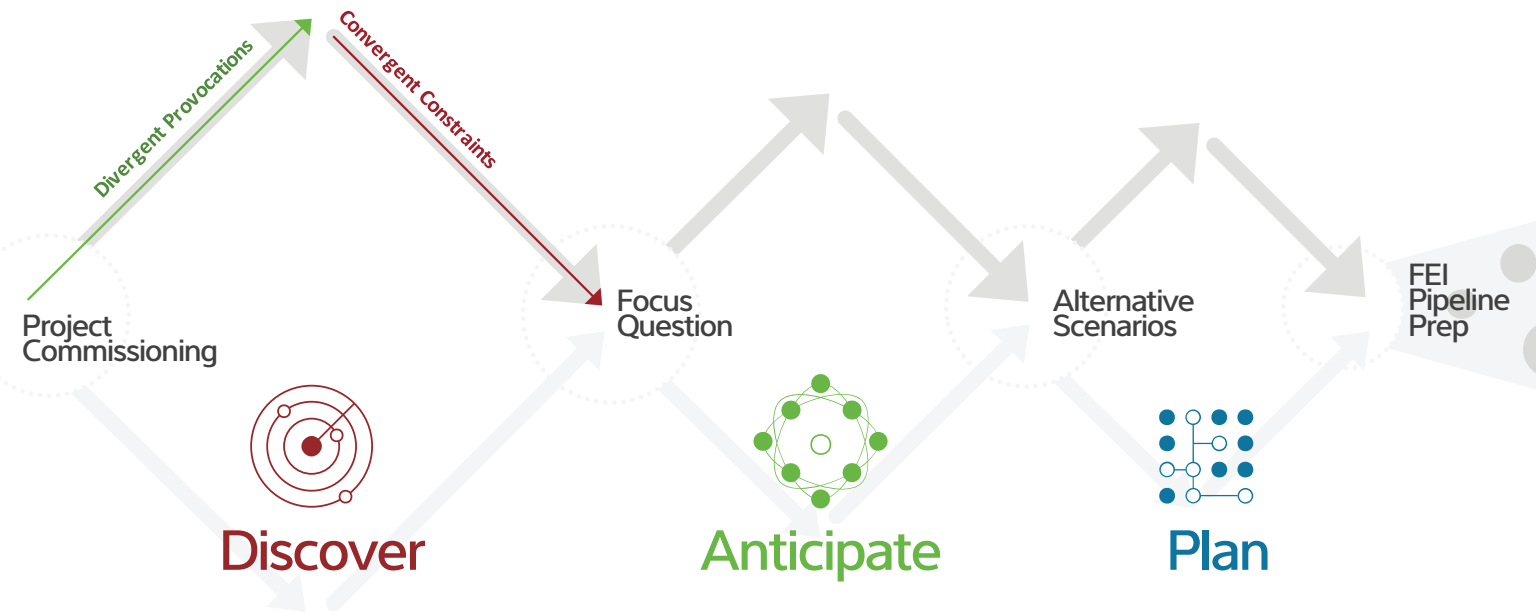 Divergent Provocations
Convergent Constraints
Project
Commissioning
Focus
Question
Alternative
Scenarios
FEI
Pipeline
Prep
Discover
Anticipate
Plan